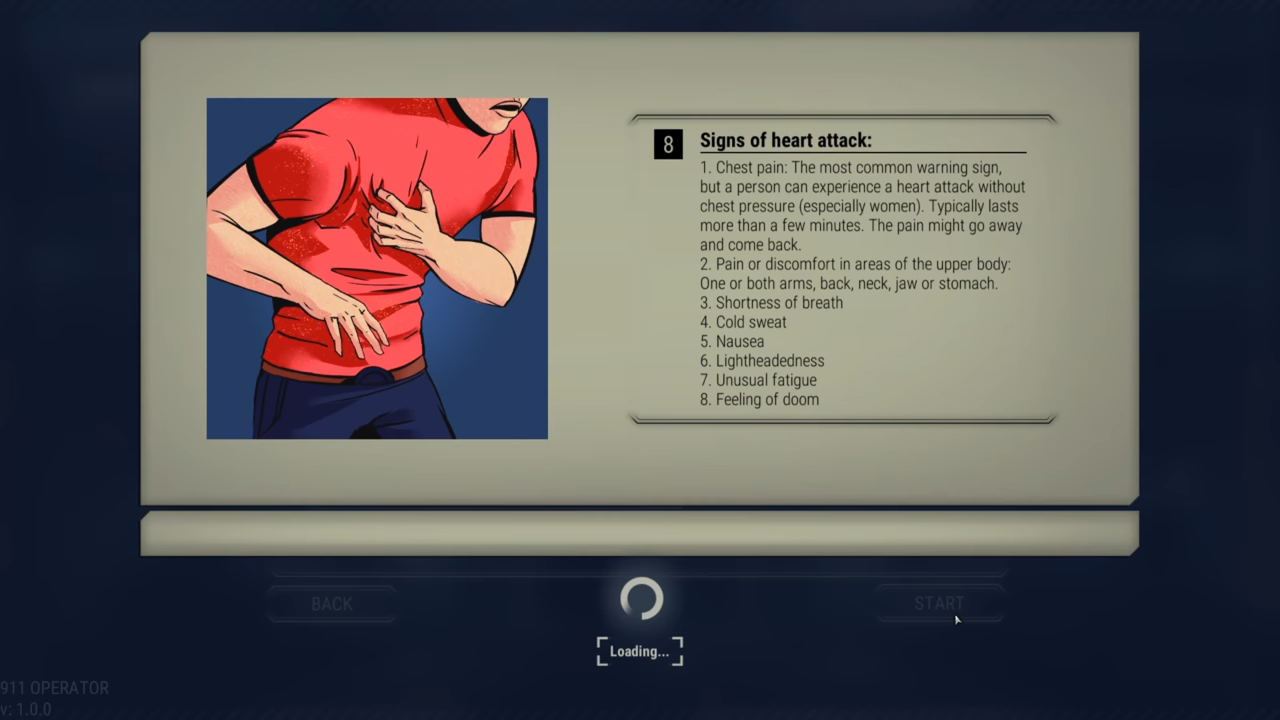 8
Signs of heart attack:
1. Chest pain: The most common warning sign,
but a person can experience a heart attack without
chest pressure (especially women). Typically lasts
more than a few minutes. The pain might go away
and come back.
2. Pain or discomfort in areas of the upper body:
One or both arms, back, neck, jaw or stomach.
3. Shortness of breath
4. Cold sweat
5. Nausea
6. Lightheadedness
7. Unusual fatigue
8. Feeling of doom
BACK
START
Loading...
911 OPERATOR
v: 1.0.0